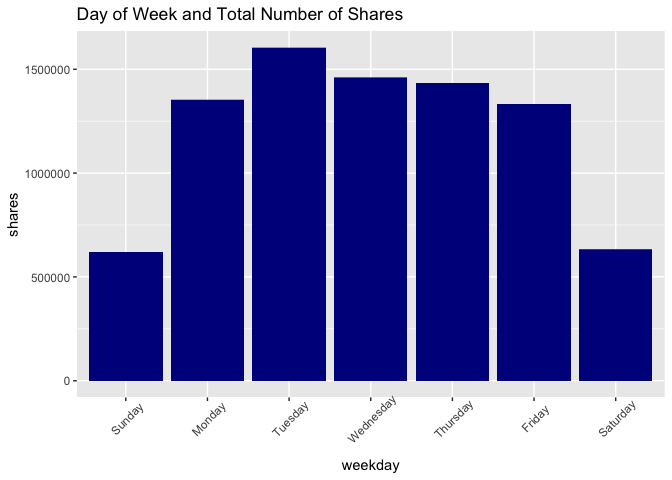 Day of Week and Total Number of Shares
shares
1500000
1000000
500000
0
Sunday
Monday
Tuesday
Wednesday
Thursday
Friday
Saturday
weekday